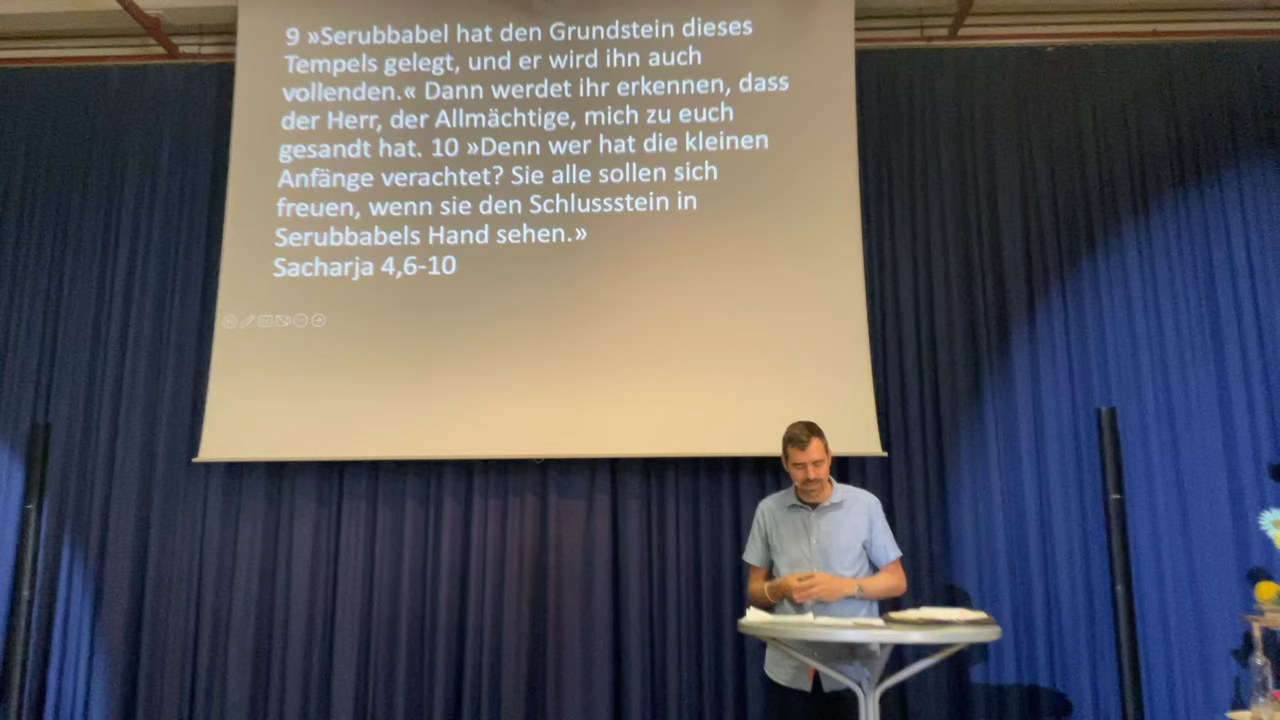 9 »Serubbabel hat den Grundstein dieses
Tempels gelegt, und er wird ihn auch
vollenden.« Dann werdet ihr erkennen, dass
der Herr, der Allmächtige, mich zu euch
gesandt hat. 10 »Denn wer hat die kleinen
Anfänge verachtet? Sie alle sollen sich
freuen, wenn sie den Schlussstein in
Serubbabels Hand sehen.»
Sacharja 4,6-10